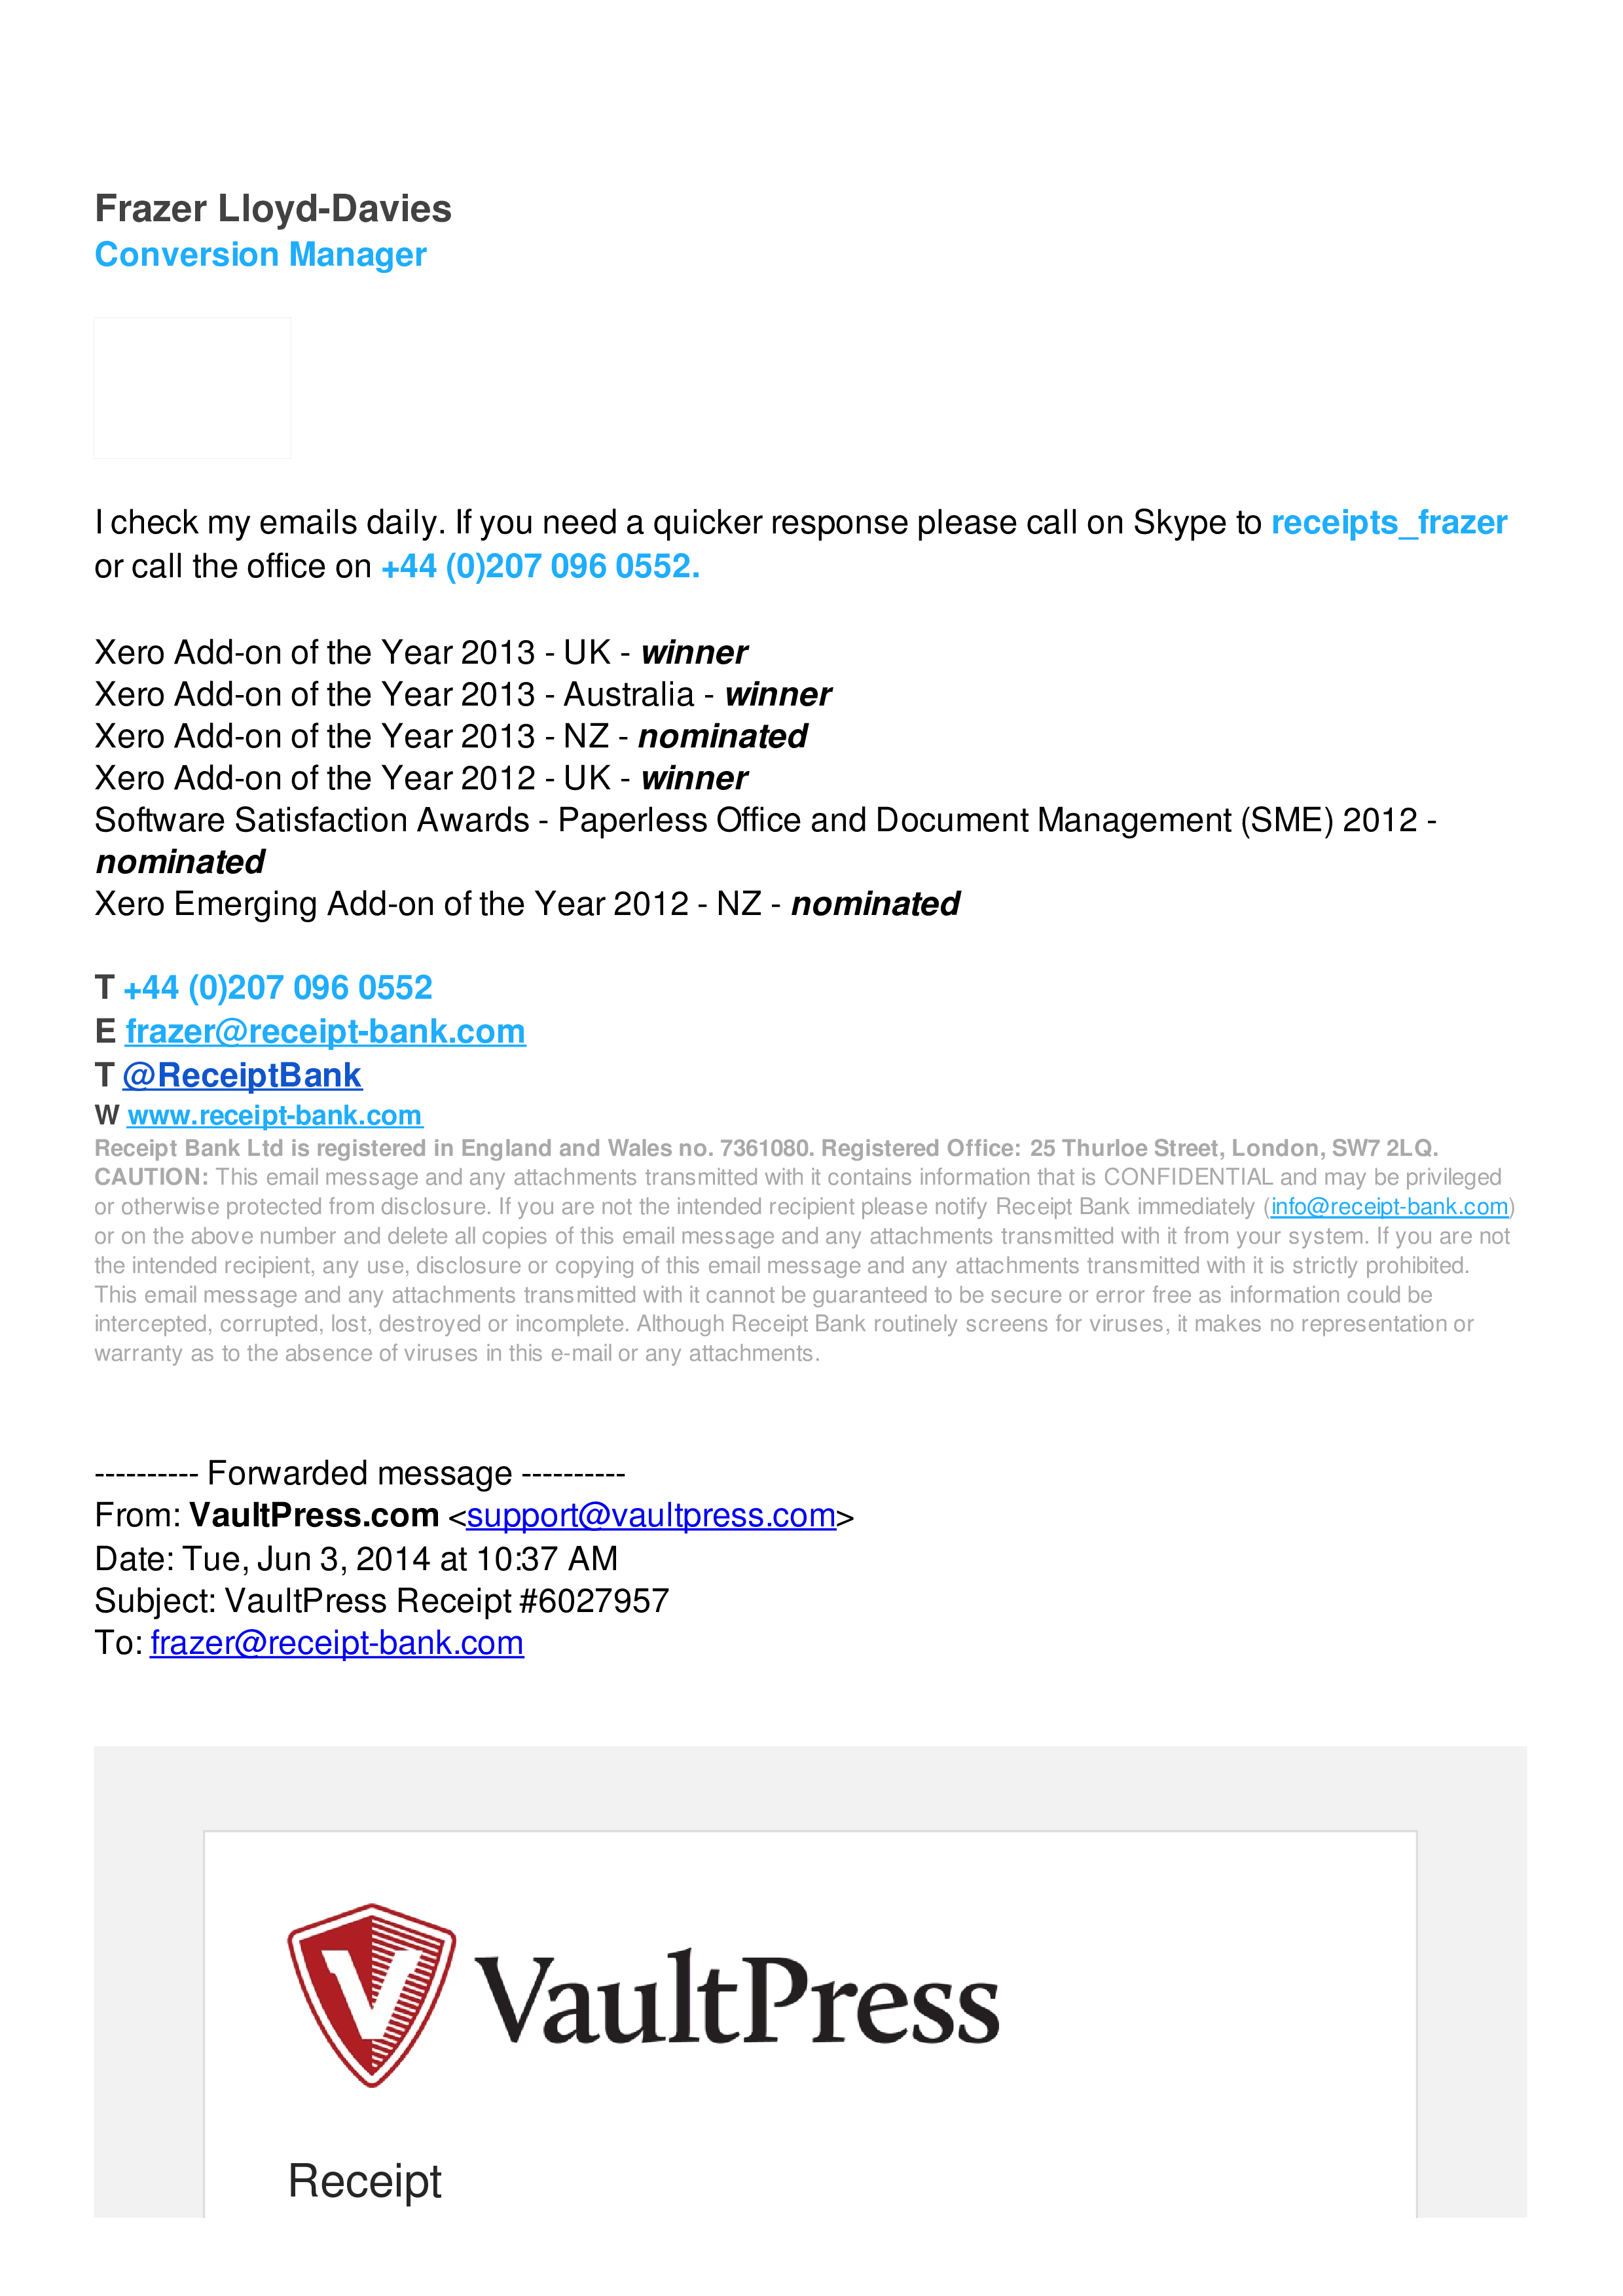 Frazer Lloyd-Davies
Conversion Manager
I check my emails daily. If you need a quicker response please call on Skype to receipts_frazer
or call the office on +44 (0)207 096 0552.
Xero Add-on of the Year 2013 - UK - winner
Xero Add-on of the Year 2013 - Australia - winner
Xero Add-on of the Year 2013 - NZ - nominated
Xero Add-on of the Year 2012 - UK - winner
Software Satisfaction Awards - Paperless Office and Document Management (SME) 2012 -
nominated
Xero Emerging Add-on of the Year 2012 - NZ - nominated
T +44 (0)207 096 0552
E frazer@receipt-bank.com
T @ReceiptBank
W www.receipt-bank.com
Receipt Bank Ltd is registered in England and Wales no. 7361080. Registered Office: 25 Thurloe Street, London, SW7 2LQ.
CAUTION: This email message and any attachments transmitted with it contains information that is CONFIDENTIAL and may be privileged
or otherwise protected from disclosure. If you are not the intended recipient please notify Receipt Bank immediately (info@receipt-bank.com)
or on the above number and delete all copies of this email message and any attachments transmitted with it from your system. If you are not
the intended recipient, any use, disclosure or copying of this email message and any attachments transmitted with it is strictly prohibited.
This email message and any attachments transmitted with it cannot be guaranteed to be secure or error free as information could be
intercepted, corrupted, lost, destroyed or incomplete. Although Receipt Bank routinely screens for viruses, it makes no representation or
warranty as to the absence of viruses in this e-mail or any attachments.
---------- Forwarded message ----------
From: VaultPress.com <support@vaultpress.com>
Date: Tue, Jun 3, 2014 at 10:37 AM
Subject: VaultPress Receipt #6027957
To: frazer@receipt-bank.com
V VaultPress
Receipt